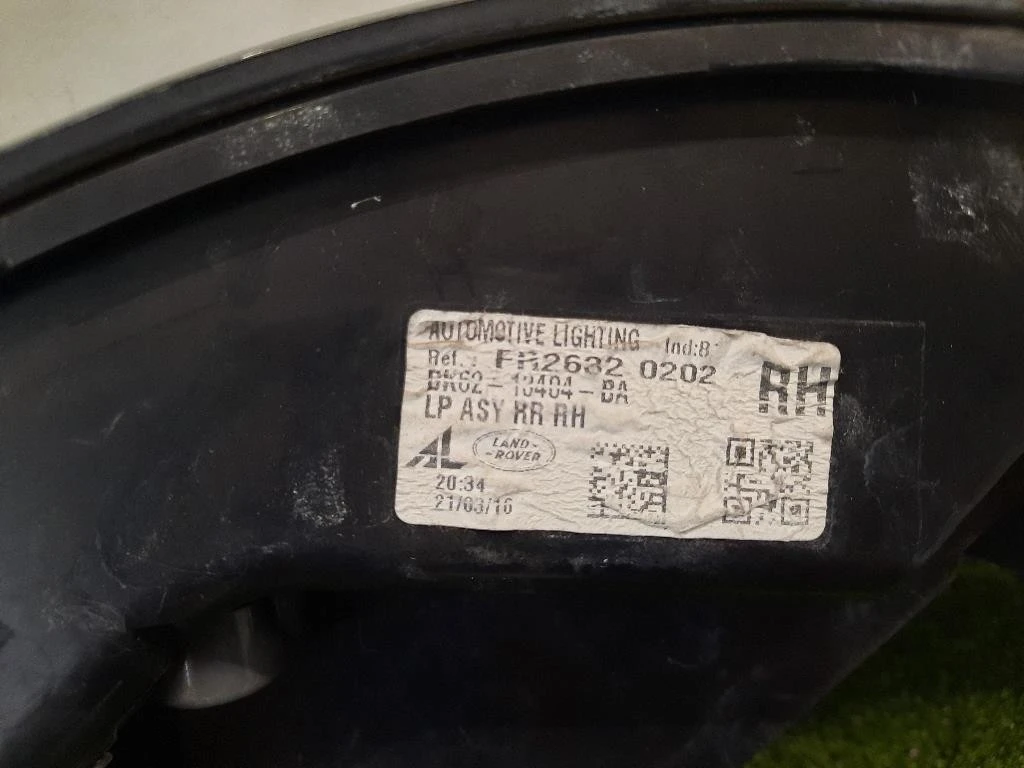 AUTOMOTIVE LIGHTING Ind:B
Ref.: FR2632 0202
DK62-13404-BA
LP ASY RR RH
RH
AL LAND-
-ROVER
20:34
21/03/16